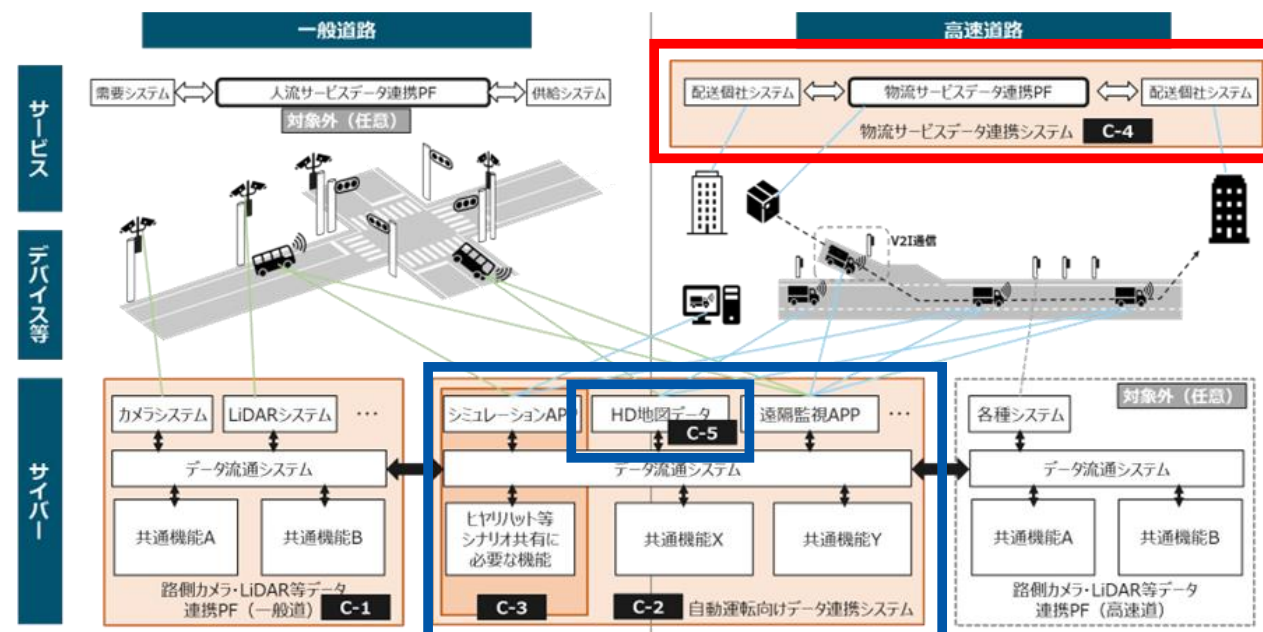 一般道路
高速道路
サービス
需要システム
人流サービスデータ連携PF
供給システム
対象外（任意）
配送個社システム
物流サービスデータ連携PF
配送個社システム
物流サービスデータ連携システム
C-4
デバイス等
V2I通信
サイバー
カメラシステム
LiDARシステム
…
データ流通システム
共通機能A
共通機能B
路側カメラ・LiDAR等データ
連携PF（一般道）
C-1
シミュレーションAPP
HD地図データ
C-5
遠隔監視APP
…
データ流通システム
ヒヤリハット等
シナリオ共有に
必要な機能
共通機能X
共通機能Y
C-3
C-2
自動運転向けデータ連携システム
対象外（任意）
各種システム
データ流通システム
共通機能A
共通機能B
路側カメラ・LiDAR等データ
連携PF（高速道）